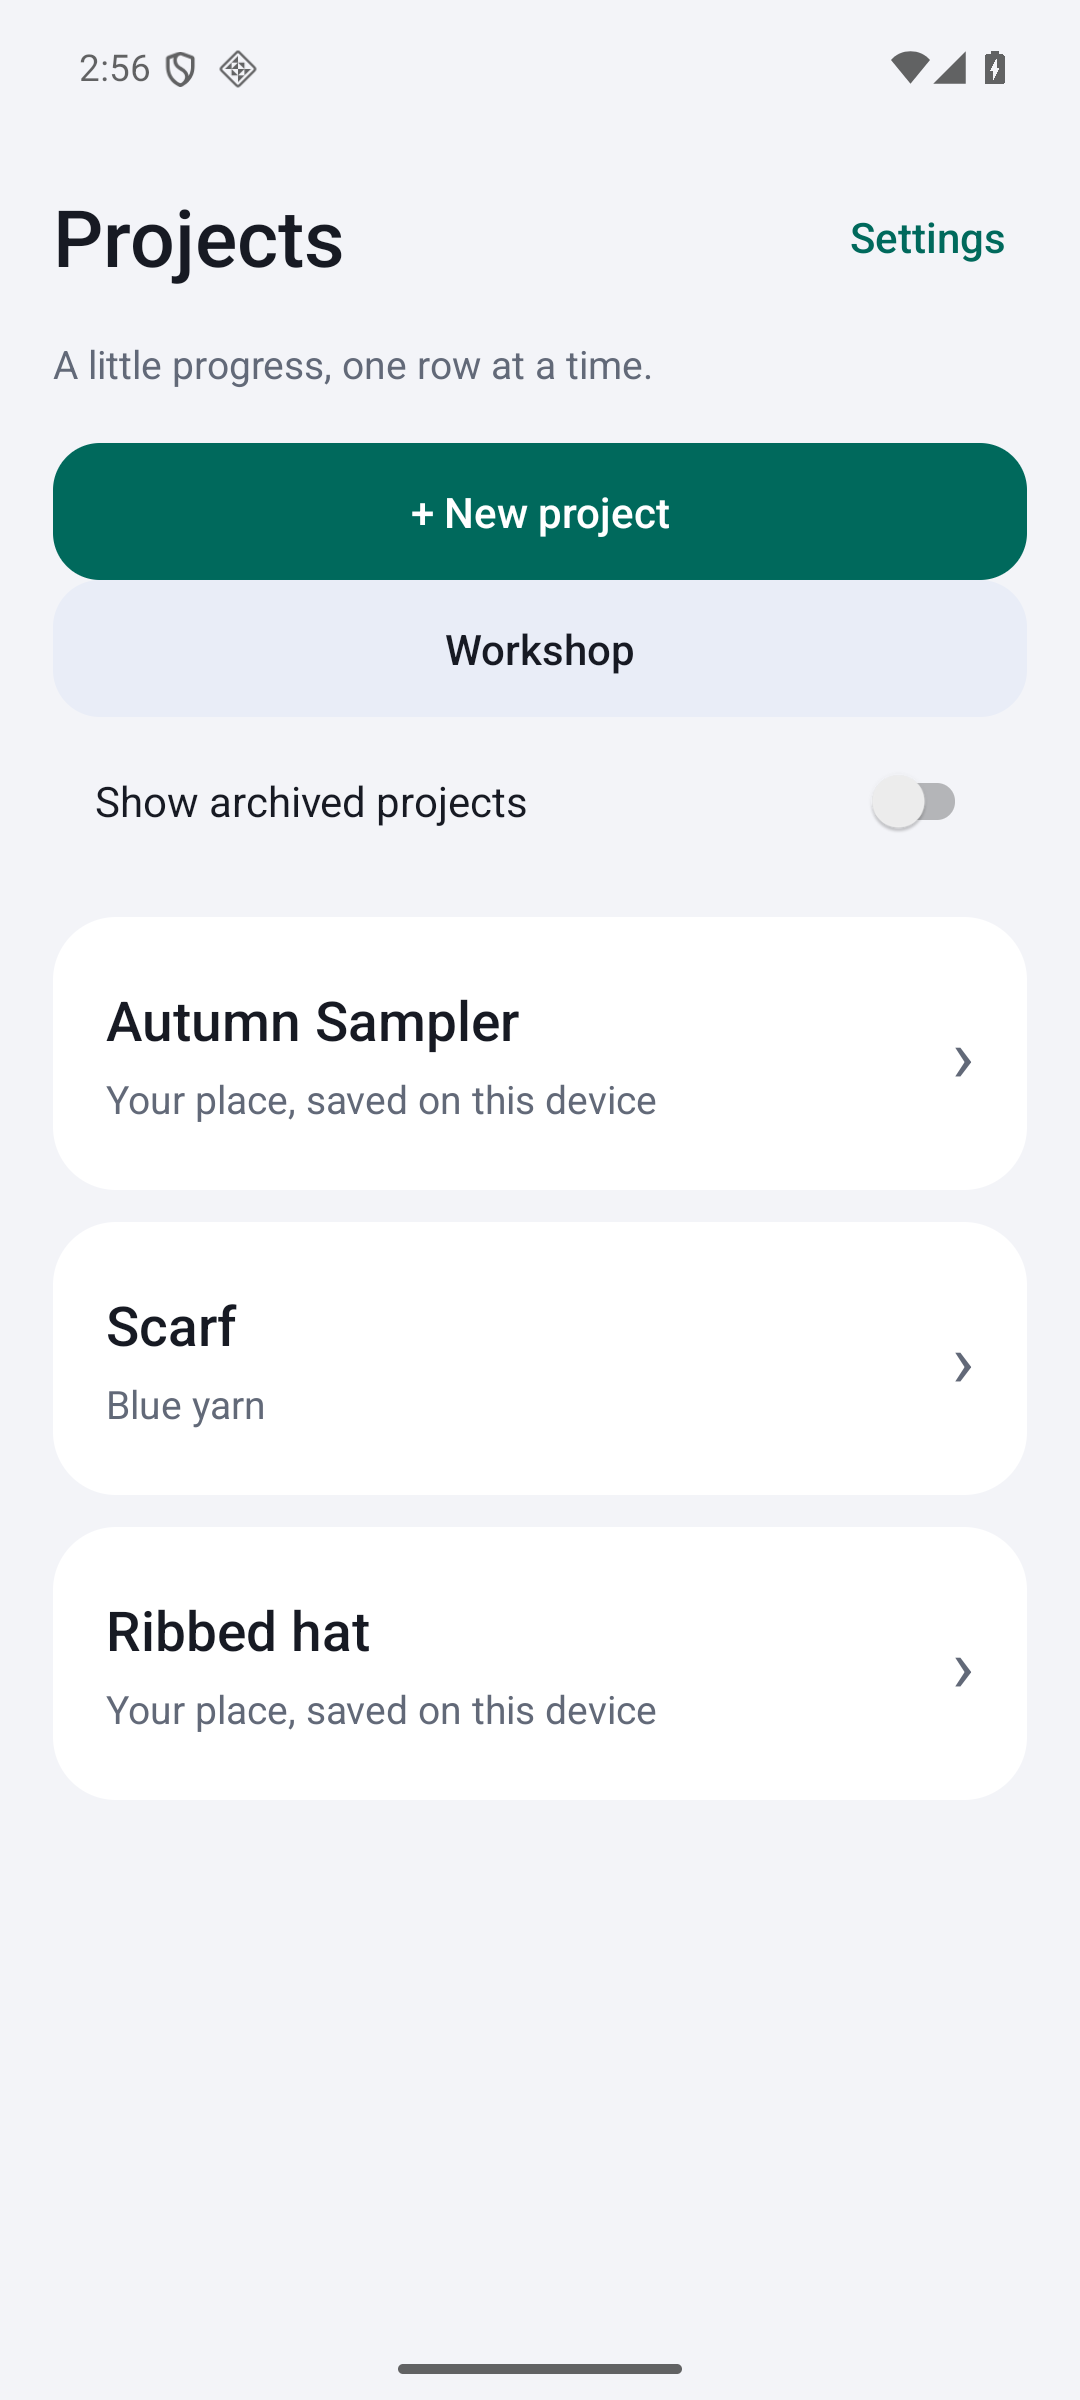 2:56
Projects
Settings
A little progress, one row at a time.
+ New project
Workshop
Show archived projects
Autumn Sampler
Your place, saved on this device
Scarf
Blue yarn
Ribbed hat
Your place, saved on this device